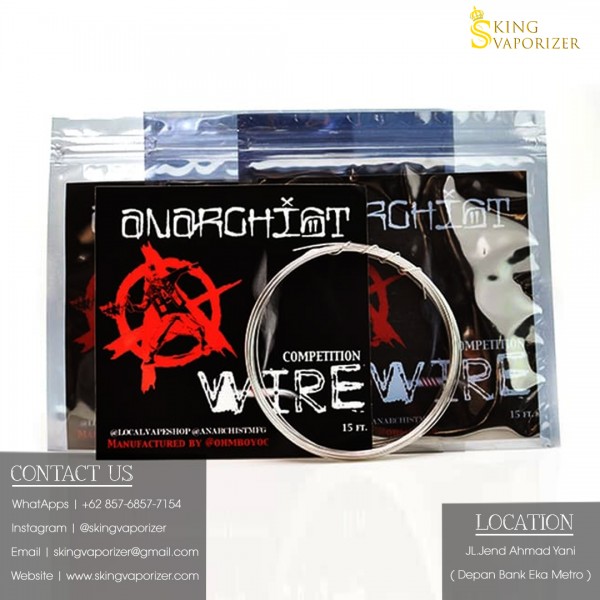 SKING
VAPORIZER
ANARCHIST
RCHIST
COMPETITION
WIRE
15 FT.
@LOCALVAPESHOP @ANARCHISTMFG
MANUFACTURED BY @OHMBOYOC
COMPETITION
WIRE
15 FT.
CONTACT US
WhatApps | +62 857-6857-7154
Instagram | @skingvaporizer
Email | skingvaporizer@gmail.com
Website | www.skingvaporizer.com
LOCATION
JL.Jend Ahmad Yani
( Depan Bank Eka Metro )